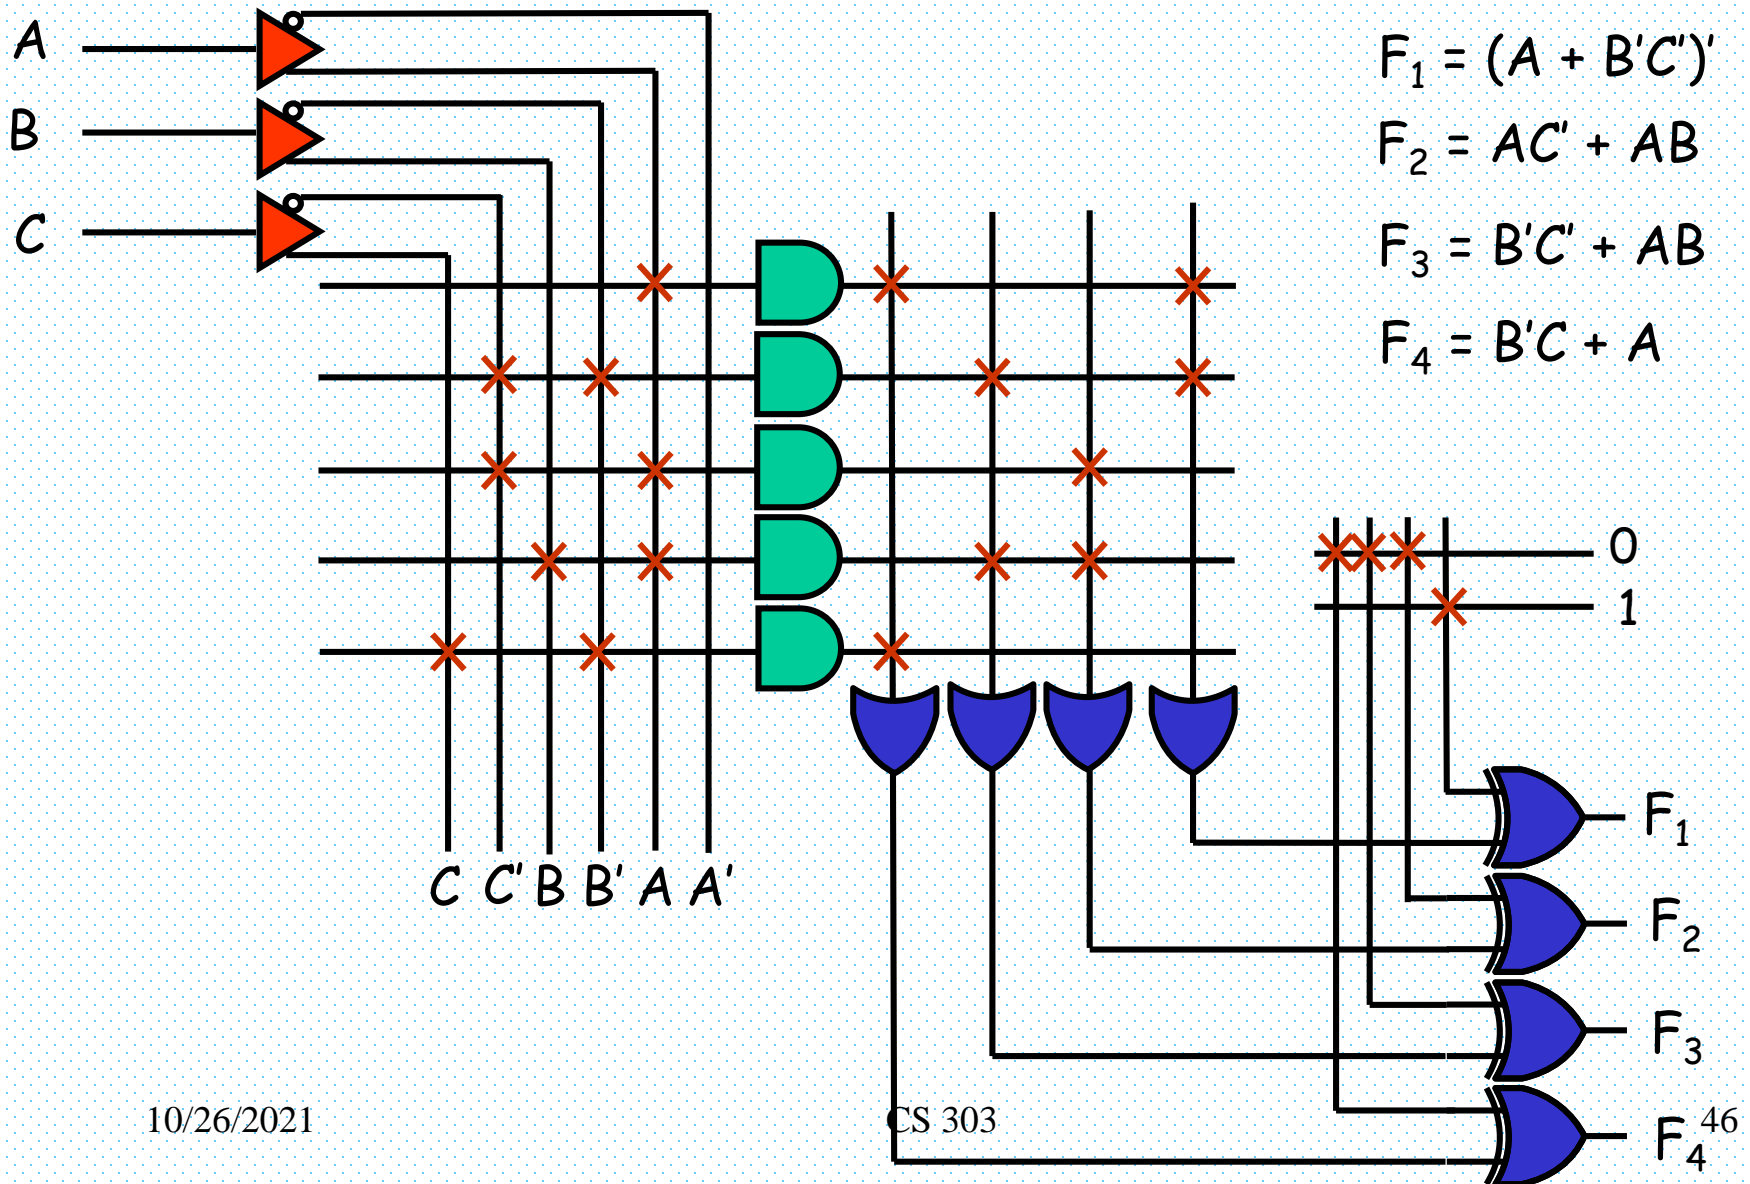 A
B
C
F₁ = (A + B'C')'
F₂ = AC' + AB
F₃ = B'C' + AB
F₄ = B'C + A
0
1
C C' B B' A A'
F₁
F₂
F₃
F₄
10/26/2021 CS 303 46